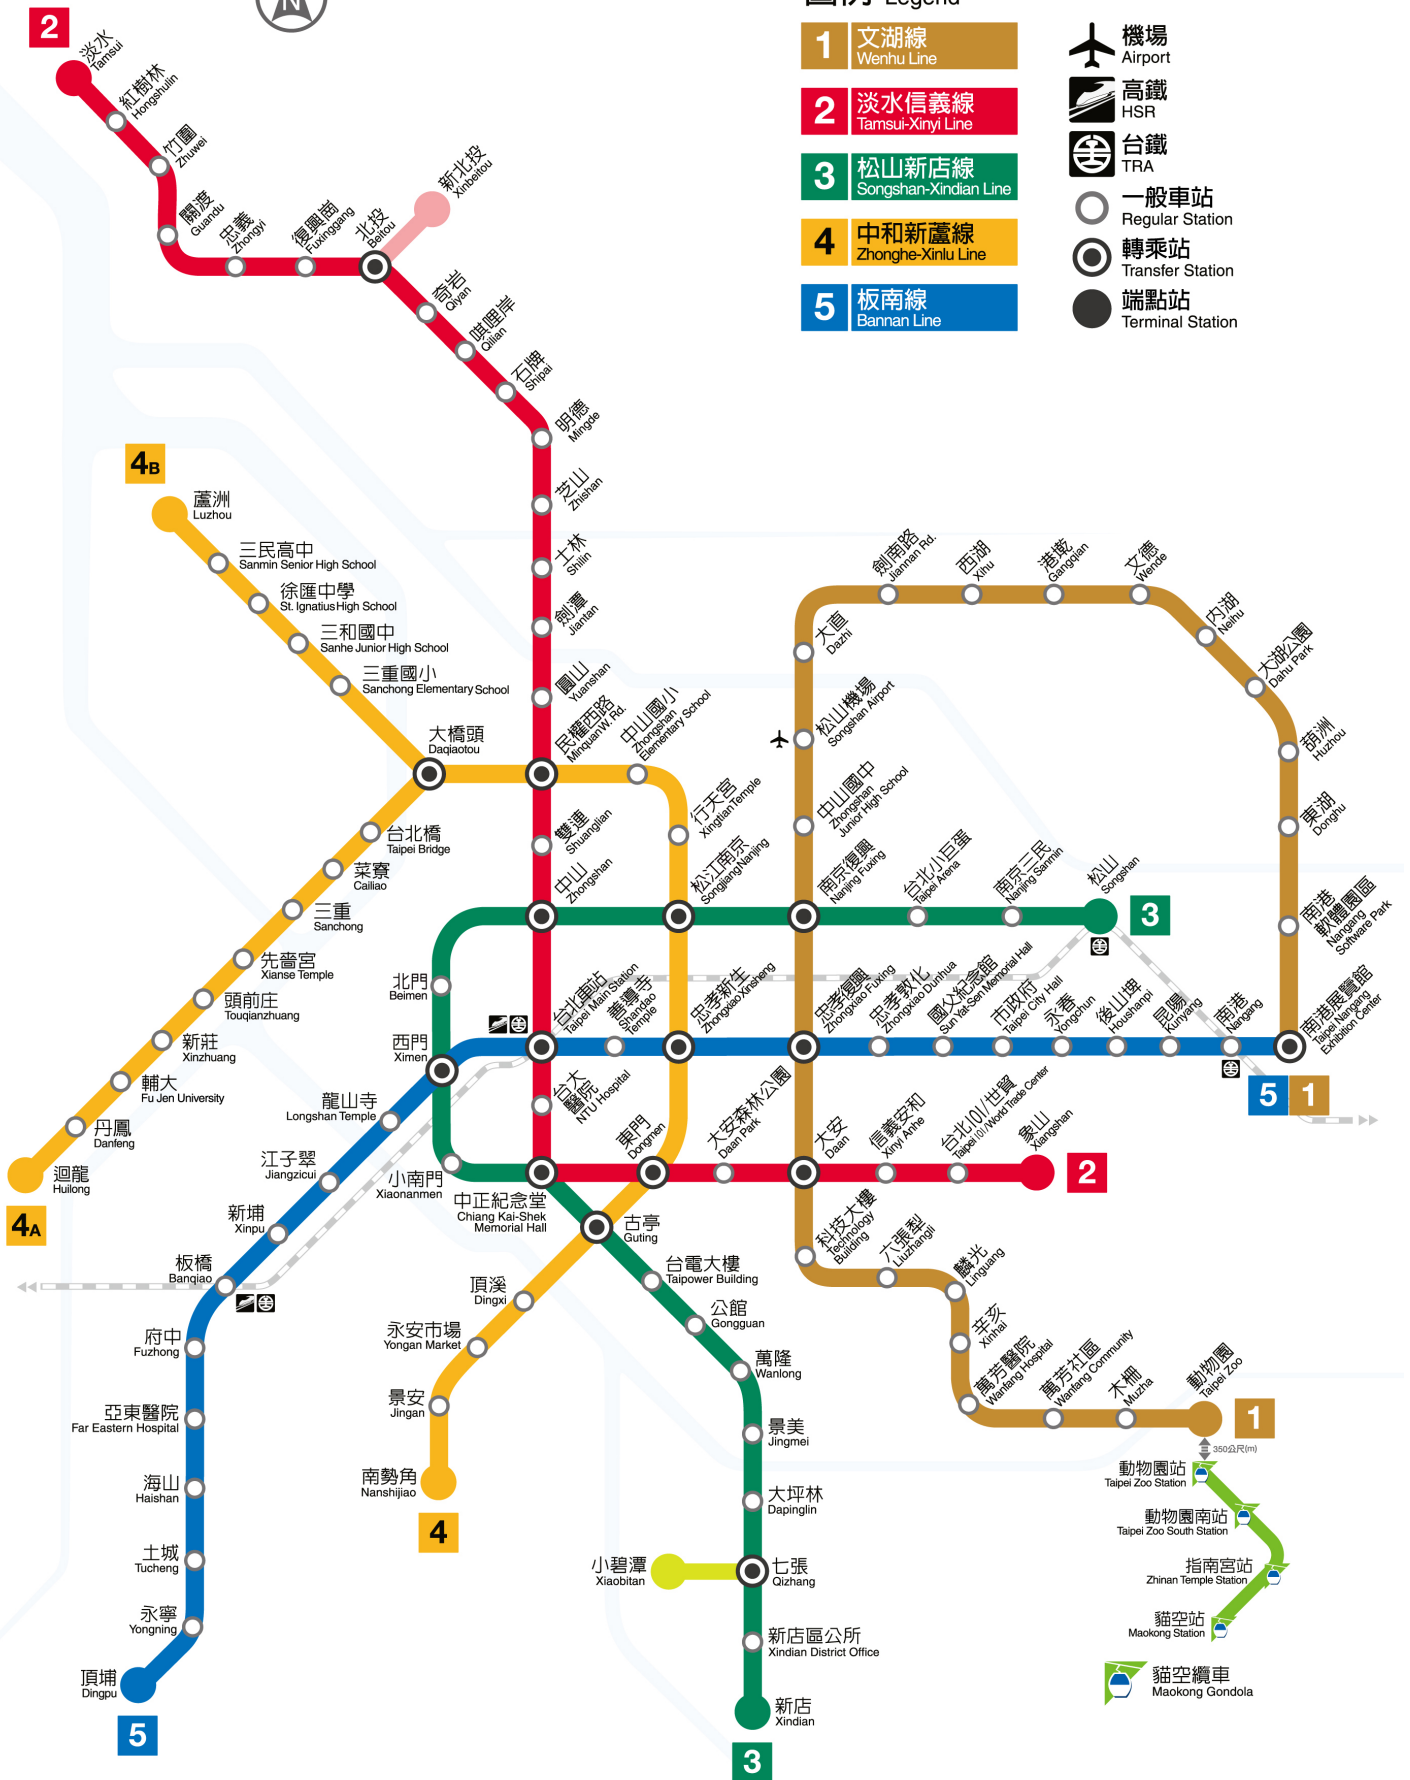 2
淡水
Tamsui
紅樹林
Hongshulin
竹圍
Zhuwei
關渡
Guandu
忠義
Zhongyi
復興崗
Fuxinggang
北投
Beitou
新北投
Xinbeitou
奇岩
Qiyan
唭哩岸
Qilian
石牌
Shipai
明德
Mingde
芝山
Zhishan
士林
Shilin
劍潭
Jiantan
圓山
Yuanshan
民權西路
Minquan W. Rd.
雙連
Shuanglian
中山
Zhongshan
台北車站
Taipei Main Station
台大
醫院
NTU Hospital
中正紀念堂
Chiang Kai-Shek
Memorial Hall
東門
Dongmen
大安森林公園
Daan Park
大安
Daan
信義安和
Xinyi Anhe
台北101/世貿
Taipei 101/World Trade Center
象山
Xiangshan
2
N
Legend
1
文湖線
Wenhu Line
2
淡水信義線
Tamsui-Xinyi Line
3
松山新店線
Songshan-Xindian Line
4
中和新蘆線
Zhonghe-Xinlu Line
5
板南線
Bannan Line
機場
Airport
高鐵
HSR
台鐵
TRA
一般車站
Regular Station
轉乘站
Transfer Station
端點站
Terminal Station
4B
蘆洲
Luzhou
三民高中
Sanmin Senior High School
徐匯中學
St. Ignatius High School
三和國中
Sanhe Junior High School
三重國小
Sanchong Elementary School
大橋頭
Daqiaotou
台北橋
Taipei Bridge
菜寮
Cailiao
三重
Sanchong
先嗇宮
Xianse Temple
頭前庄
Touqianzhuang
新莊
Xinzhuang
輔大
Fu Jen University
丹鳳
Danfeng
迴龍
Huilong
4A
中山國小
Zhongshan
Elementary School
行天宮
Xingtian Temple
松江南京
Songjiang Nanjing
忠孝新生
Zhongxiao Xinsheng
古亭
Guting
頂溪
Dingxi
永安市場
Yongan Market
景安
Jingan
南勢角
Nanshijiao
4
劍南路
Jiannan Rd.
西湖
Xihu
港墘
Gangqian
文德
Wende
內湖
Neihu
大湖公園
Dahu Park
葫洲
Huzhou
東湖
Donghu
南港
軟體園區
Nangang
Software Park
南港展覽館
Taipei Nangang
Exhibition Center
5
1
大直
Dazhi
松山機場
Songshan Airport
中山國中
Zhongshan
Junior High School
南京復興
Nanjing Fuxing
台北小巨蛋
Taipei Arena
南京三民
Nanjing Sanmin
松山
Songshan
3
北門
Beimen
西門
Ximen
小南門
Xiaonanmen
善導寺
Shandao
Temple
忠孝復興
Zhongxiao Fuxing
忠孝敦化
Zhongxiao Dunhua
國父紀念館
Sun Yat-Sen Memorial Hall
市政府
Taipei City Hall
永春
Yongchun
後山埤
Houshanpi
昆陽
Kunyang
南港
Nangang
龍山寺
Longshan Temple
江子翠
Jiangzicui
新埔
Xinpu
板橋
Banqiao
府中
Fuzhong
亞東醫院
Far Eastern Hospital
海山
Haishan
土城
Tucheng
永寧
Yongning
頂埔
Dingpu
5
台電大樓
Taipower Building
公館
Gongguan
萬隆
Wanlong
景美
Jingmei
大坪林
Dapinglin
七張
Qizhang
小碧潭
Xiaobitan
新店區公所
Xindian District Office
新店
Xindian
3
科技大樓
Technology
Building
六張犁
Liuzhangli
麟光
Linguang
辛亥
Xinhai
萬芳醫院
Wanfang Hospital
萬芳社區
Wanfang Community
木柵
Muzha
動物園
Taipei Zoo
1
350公尺(m)
動物園站
Taipei Zoo Station
動物園南站
Taipei Zoo South Station
指南宮站
Zhinan Temple Station
貓空站
Maokong Station
貓空纜車
Maokong Gondola